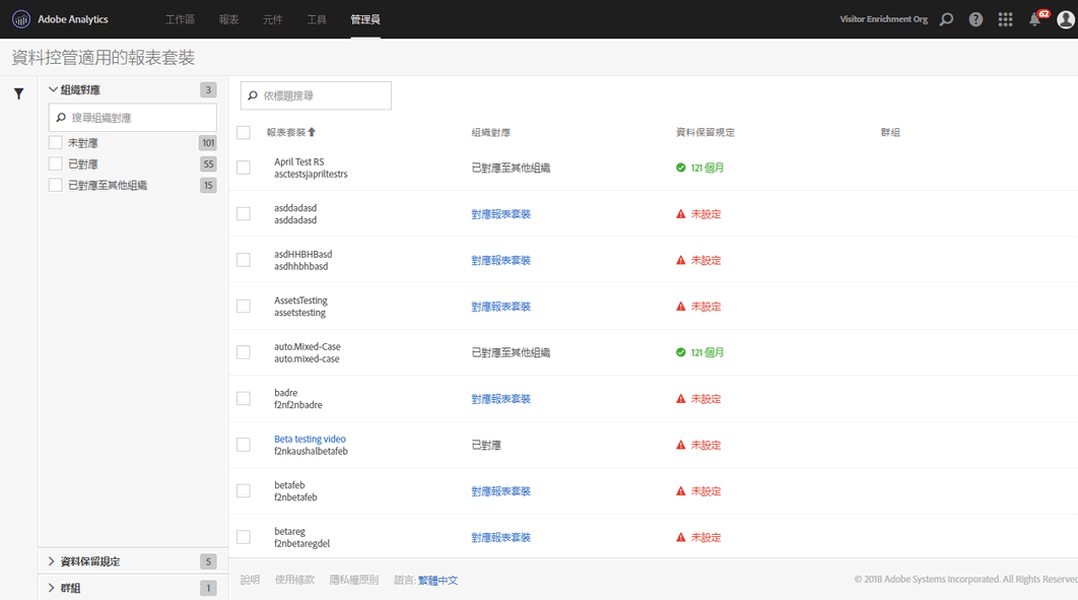 Adobe Analytics 工作區 報表 元件 工具 管理員 Visitor Enrichment Org 62
資料控管適用的報表套裝
組織對應 3
搜尋組織對應
未對應 101
已對應 55
已對應至其他組織 15
資料保留規定 5
群組 1
依標題搜尋
報表套裝 組織對應 資料保留規定 群組
April Test RS
asctestsjapriltestrs 已對應至其他組織 121 個月
asddadasd
asddadasd 對應報表套裝 未設定
asdHHBHBasd
asdhhbhbasd 對應報表套裝 未設定
AssetsTesting
assetstesting 對應報表套裝 未設定
auto.Mixed-Case
auto.mixed-case 已對應至其他組織 121 個月
badre
f2nf2nbadre 對應報表套裝 未設定
Beta testing video
f2nkaushalbetafeb 已對應 未設定
betafeb
f2nbetafeb 對應報表套裝 未設定
betareg
f2nbetaregdel 對應報表套裝 未設定
說明 使用條款 隱私權原則 語言: 繁體中文 © 2018 Adobe Systems Incorporated. All Rights Reserved